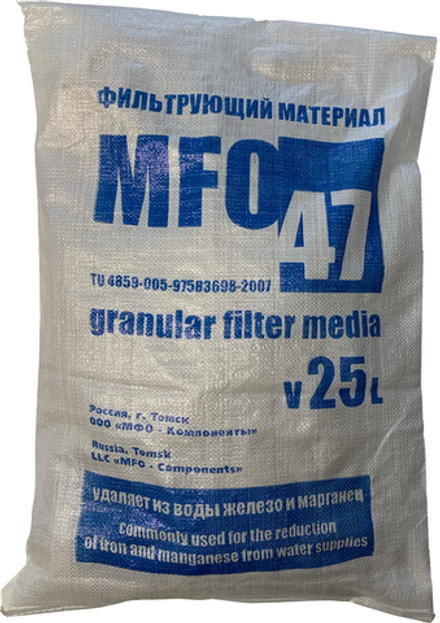 ФИЛЬТРУЮЩИЙ МАТЕРИАЛ
MFO 47
TU 4859-005-97583698-2007
granular filter media
v 25L
Россия, г. Томск
ООО «МФО - Компоненты»
Russia, Tomsk
LLC «MFO - Components»
удаляет из воды железо и марганец
commonly used for the reduction
of iron and manganese from water supplies